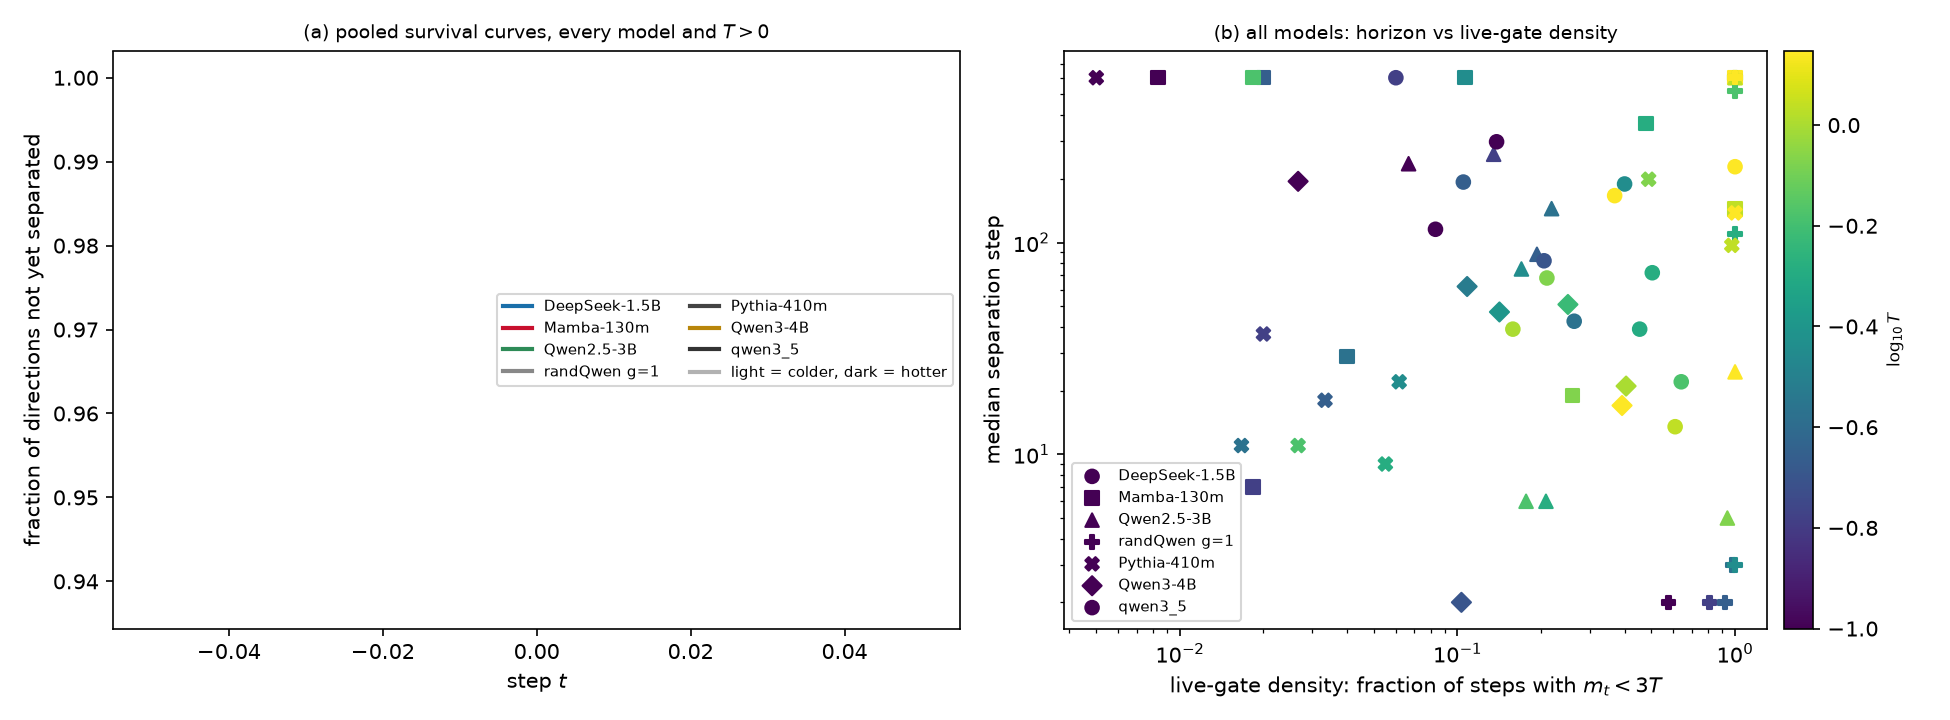 (a) pooled survival curves, every model and T > 0
fraction of directions not yet separated
1.00
0.99
0.98
0.97
0.96
0.95
0.94
DeepSeek-1.5B
Mamba-130m
Qwen2.5-3B
randQwen g=1
Pythia-410m
Qwen3-4B
qwen3_5
light = colder, dark = hotter
−0.04
−0.02
0.00
0.02
0.04
step t
(b) all models: horizon vs live-gate density
median separation step
10²
10¹
DeepSeek-1.5B
Mamba-130m
Qwen2.5-3B
randQwen g=1
Pythia-410m
Qwen3-4B
qwen3_5
10⁻²
10⁻¹
10⁰
live-gate density: fraction of steps with mₜ < 3T
0.0
−0.2
−0.4
−0.6
−0.8
−1.0
log₁₀ T